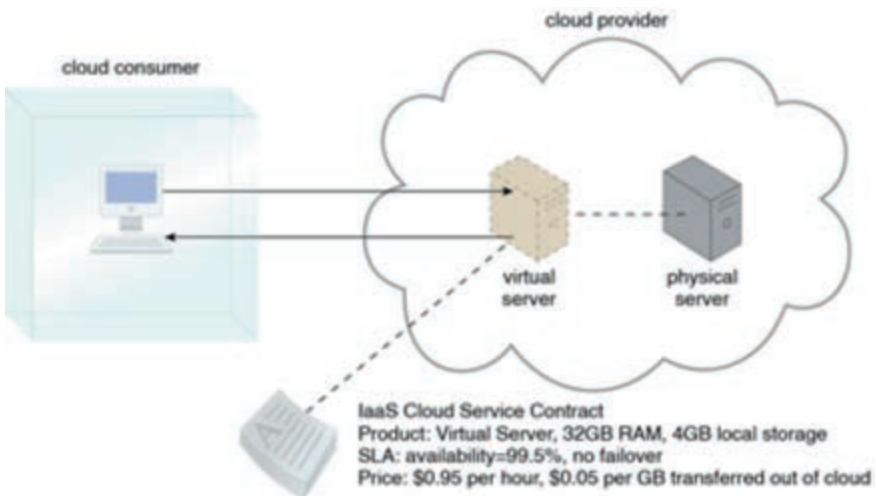 cloud provider
cloud consumer
virtual
server
physical
server
IaaS Cloud Service Contract
Product: Virtual Server, 32GB RAM, 4GB local storage
SLA: availability=99.5%, no failover
Price: $0.95 per hour, $0.05 per GB transferred out of cloud